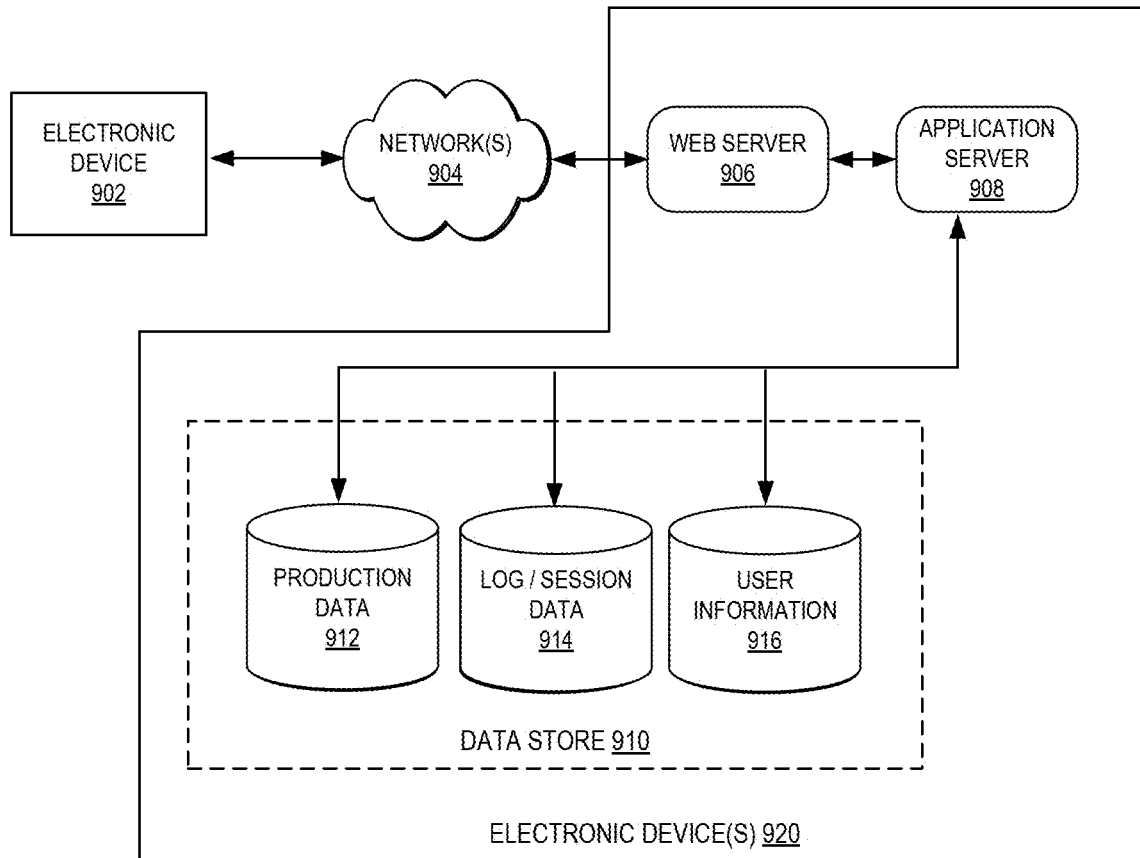 ELECTRONIC
DEVICE
902
NETWORK(S)
904
WEB SERVER
906
APPLICATION
SERVER
908
PRODUCTION
DATA
912
LOG / SESSION
DATA
914
USER
INFORMATION
916
DATA STORE 910
ELECTRONIC DEVICE(S) 920